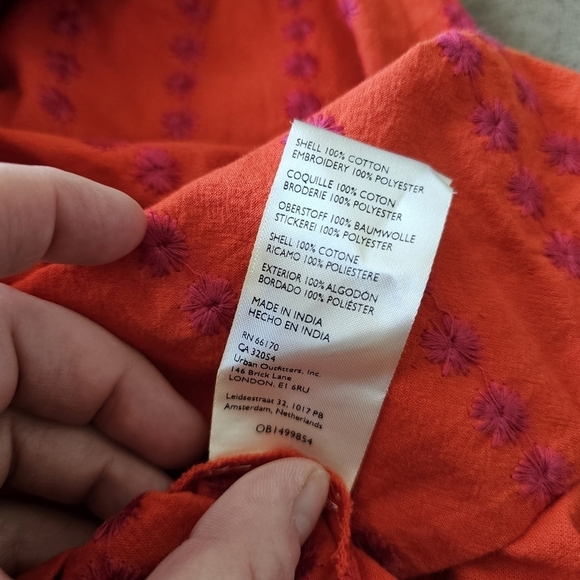 SHELL 100% COTTON
EMBROIDERY 100% POLYESTER
COQUILLE 100% COTON
BRODERIE 100% POLYESTER
OBERSTOFF 100% BAUMWOLLE
STICKEREI 100% POLYESTER
SHELL 100% COTONE
RICAMO 100% POLIESTERE
EXTERIOR 100% ALGODÓN
BORDADO 100% POLIÉSTER
MADE IN INDIA
HECHO EN INDIA
RN 66170
CA 32054
Urban Outfitters, Inc.
146 Brick Lane
LONDON, E1 6RU
Leidsestraat 32, 1017 PB
Amsterdam, Netherlands
OB1499854